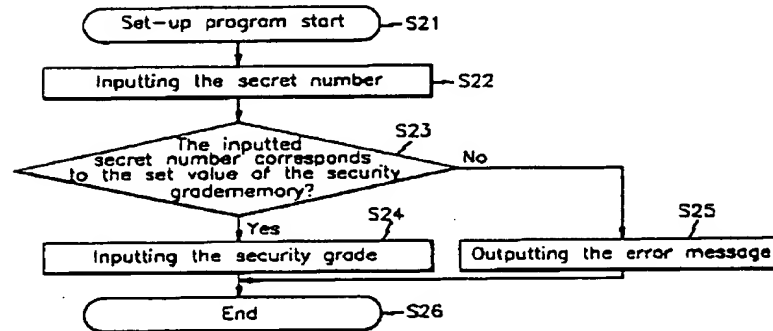 Set-up program start
S21
Inputting the secret number
S22
S23
The inputted
secret number corresponds
to the set value of the security
gradememory?
No
Yes
S24
S25
Inputting the security grade
Outputting the error message
End
S26